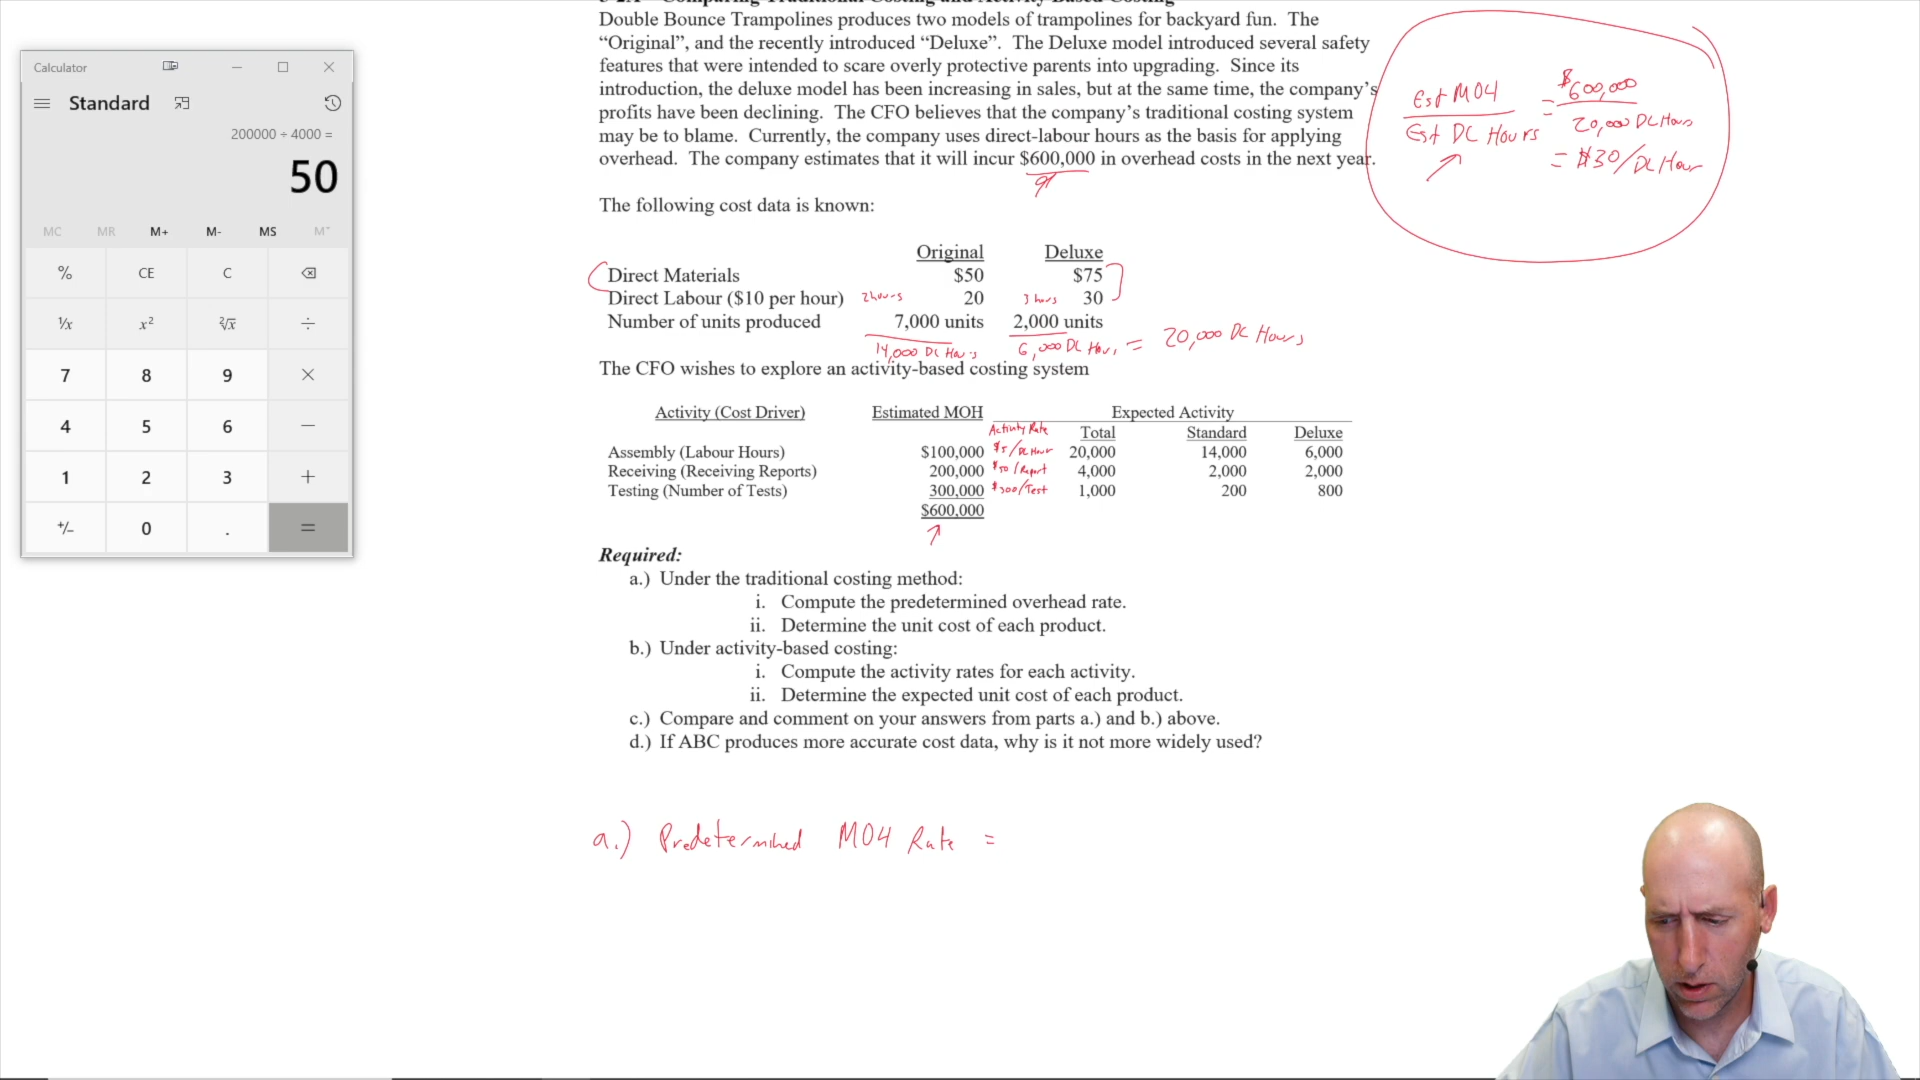 Double Bounce Trampolines produces two models of trampolines for backyard fun. The
“Original”, and the recently introduced “Deluxe”. The Deluxe model introduced several safety
features that were intended to scare overly protective parents into upgrading. Since its
introduction, the deluxe model has been increasing in sales, but at the same time, the company’s
profits have been declining. The CFO believes that the company’s traditional costing system
may be to blame. Currently, the company uses direct-labour hours as the basis for applying
overhead. The company estimates that it will incur $600,000 in overhead costs in the next year.
Est MOH = $600,000
Est DL Hours 20,000 DL Hours
= $30/DL Hour
The following cost data is known:
Original Deluxe
Direct Materials $50 $75
Direct Labour ($10 per hour) 2 hours 20 3 hours 30
Number of units produced 7,000 units 2,000 units
14,000 DL Hours 6,000 DL Hours = 20,000 DL Hours
The CFO wishes to explore an activity-based costing system
Activity (Cost Driver) Estimated MOH Expected Activity
Activity Rate Total Standard Deluxe
Assembly (Labour Hours) $100,000 $5/DL Hour 20,000 14,000 6,000
Receiving (Receiving Reports) 200,000 $50/Report 4,000 2,000 2,000
Testing (Number of Tests) 300,000 $300/Test 1,000 200 800
$600,000
Required:
a.) Under the traditional costing method:
i. Compute the predetermined overhead rate.
ii. Determine the unit cost of each product.
b.) Under activity-based costing:
i. Compute the activity rates for each activity.
ii. Determine the expected unit cost of each product.
c.) Compare and comment on your answers from parts a.) and b.) above.
d.) If ABC produces more accurate cost data, why is it not more widely used?
a.) Predetermined MOH Rate =
Calculator
Standard
200000 ÷ 4000 =
50
MC MR M+ M- MS M˅
% CE C
¹/x x² ²√x ÷
7 8 9 ×
4 5 6 −
1 2 3 +
+/− 0 . =